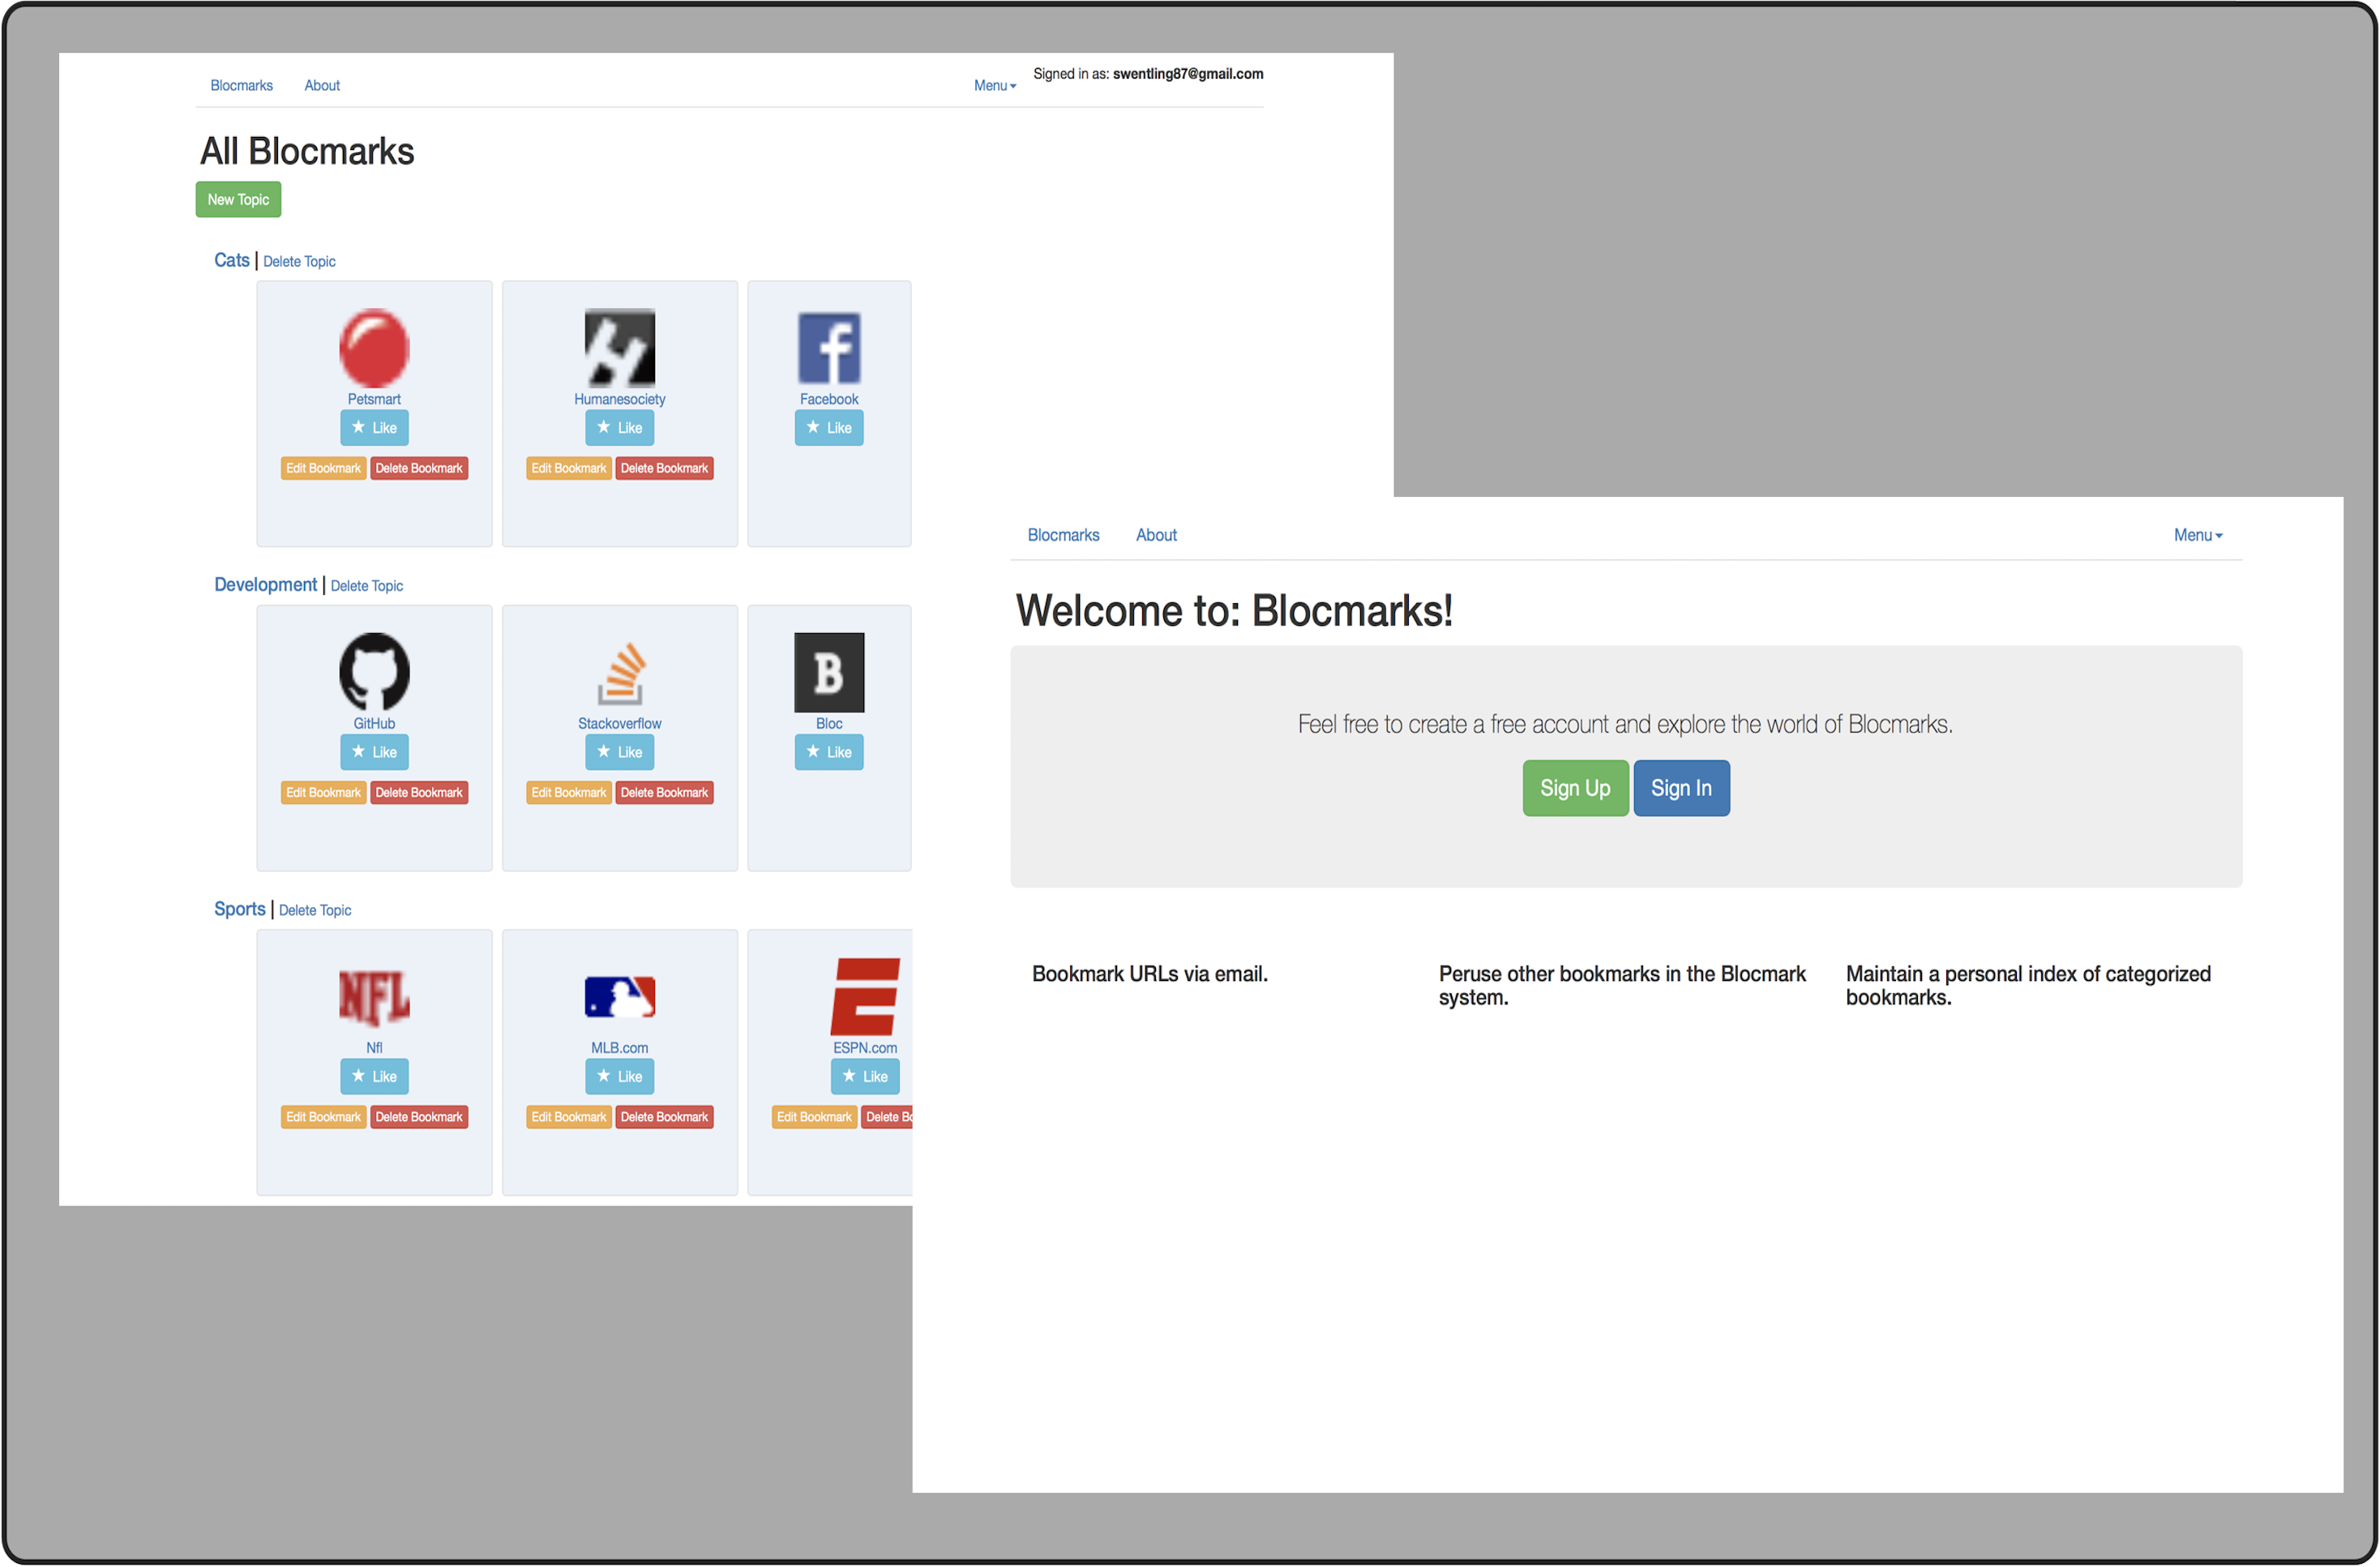 Blocmarks About Menu Signed in as: swentling87@gmail.com
All Blocmarks
New Topic
Cats | Delete Topic
Petsmart Humanesociety Facebook
Like Like Like
Edit Bookmark Delete Bookmark Edit Bookmark Delete Bookmark
Development | Delete Topic
B
GitHub Stackoverflow Bloc
Like Like Like
Edit Bookmark Delete Bookmark Edit Bookmark Delete Bookmark
Sports | Delete Topic
NFL E
Nfl MLB.com ESPN.com
Like Like Like
Edit Bookmark Delete Bookmark Edit Bookmark Delete Bookmark Edit Bookmark Delete
Blocmarks About Menu
Welcome to: Blocmarks!
Feel free to create a free account and explore the world of Blocmarks.
Sign Up Sign In
Bookmark URLs via email.
Peruse other bookmarks in the Blocmark
system.
Maintain a personal index of categorized
bookmarks.